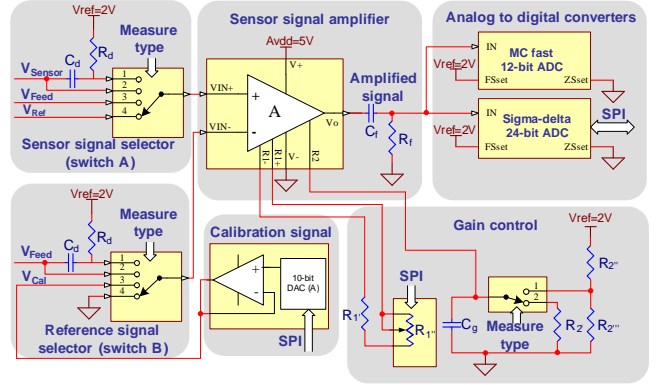 Sensor signal amplifier
Analog to digital converters
Vref=2V
Measure
type
Rd
Cd
VSensor
VFeed
VRef
1
2
3
4
Sensor signal selector
(switch A)
Avdd=5V
V+
VIN+
VIN-
+
-
A
Vo
V-
R1-
R1+
R2
Amplified
signal
Cf
Rf
IN
MC fast
12-bit ADC
Vref=2V
FSset
ZSset
IN
Sigma-delta
24-bit ADC
Vref=2V
FSset
ZSset
SPI
Vref=2V
Measure
type
Rd
Cd
VFeed
VCal
1
2
3
4
Reference signal
selector (switch B)
Calibration signal
+
-
10-bit
DAC (A)
SPI
Gain control
Vref=2V
SPI
R1'
R1''
Cg
1
2
Measure
type
R2'
R2''
R2'''